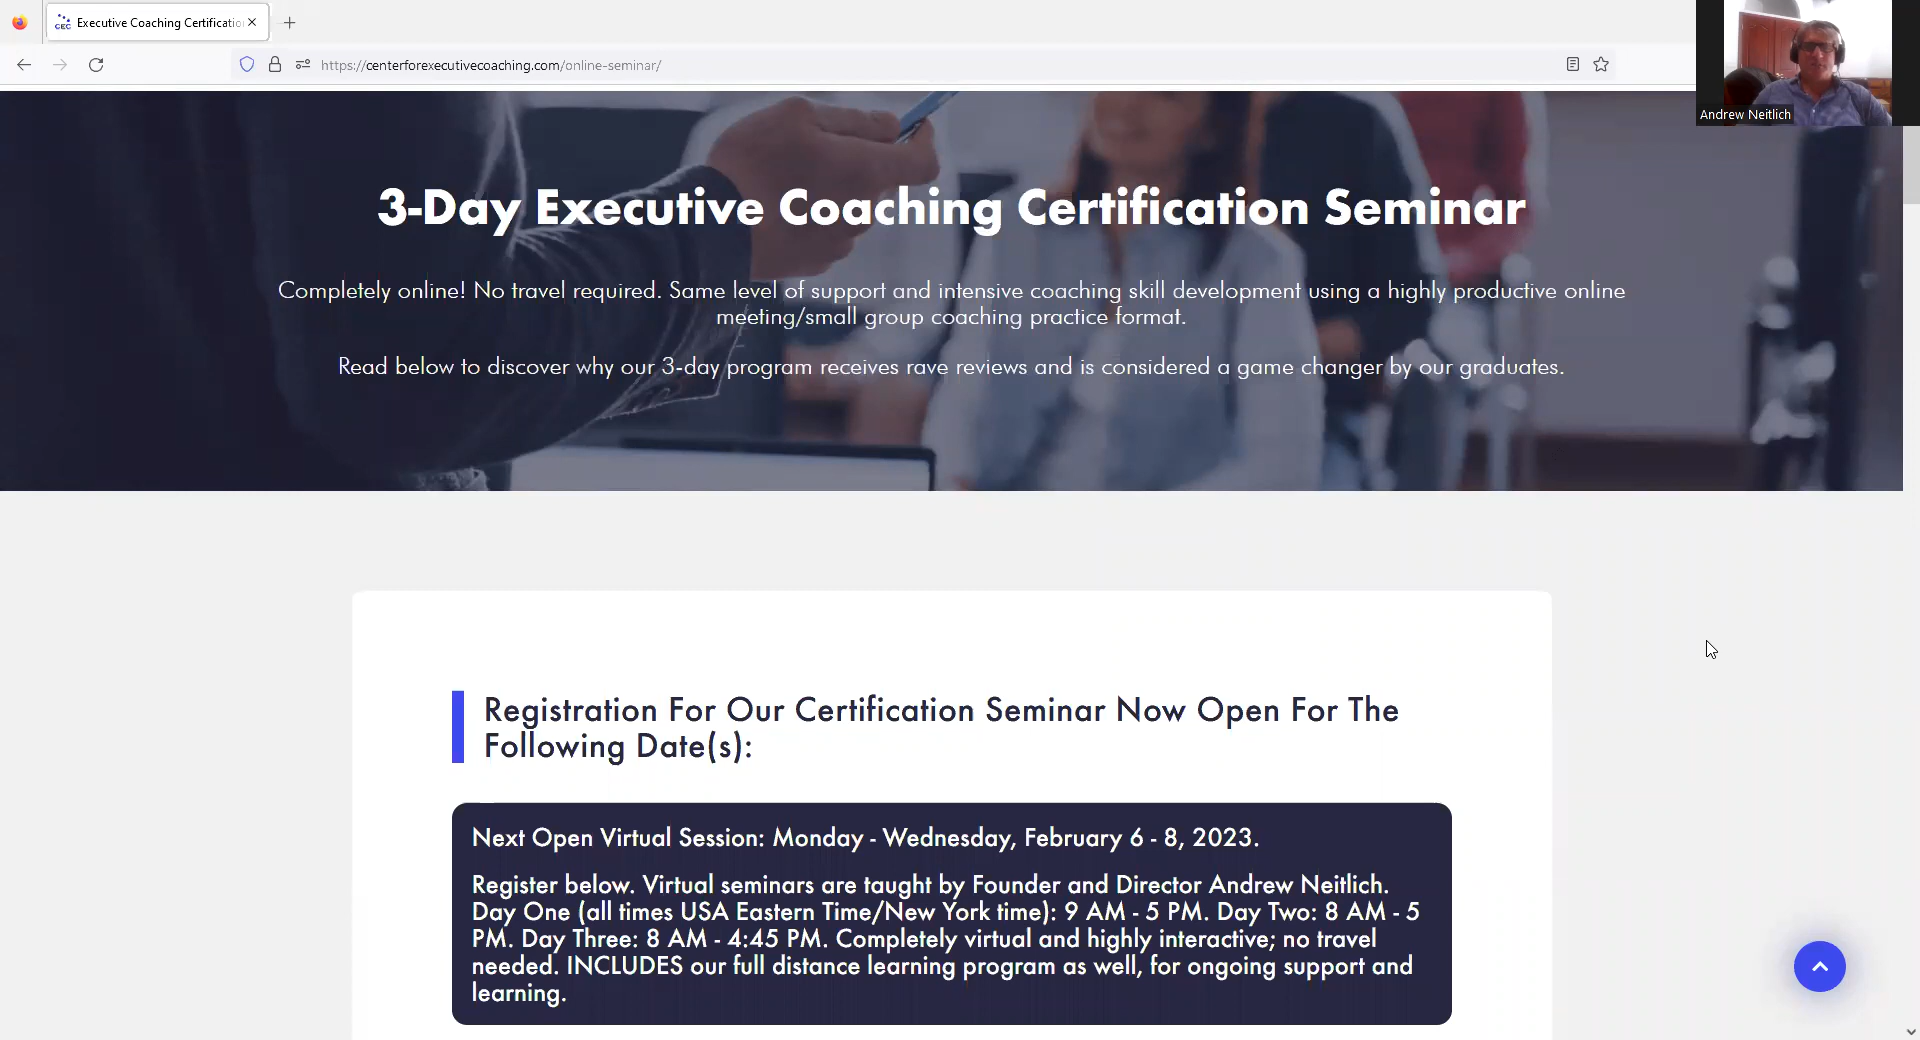 CEC
Executive Coaching Certificatio
https://centerforexecutivecoaching.com/online-seminar/
Andrew Neitlich
3-Day Executive Coaching Certification Seminar
Completely online! No travel required. Same level of support and intensive coaching skill development using a highly productive online
meeting/small group coaching practice format.
Read below to discover why our 3-day program receives rave reviews and is considered a game changer by our graduates.
Registration For Our Certification Seminar Now Open For The
Following Date(s):
Next Open Virtual Session: Monday - Wednesday, February 6 - 8, 2023.
Register below. Virtual seminars are taught by Founder and Director Andrew Neitlich.
Day One (all times USA Eastern Time/New York time): 9 AM - 5 PM. Day Two: 8 AM - 5
PM. Day Three: 8 AM - 4:45 PM. Completely virtual and highly interactive; no travel
needed. INCLUDES our full distance learning program as well, for ongoing support and
learning.